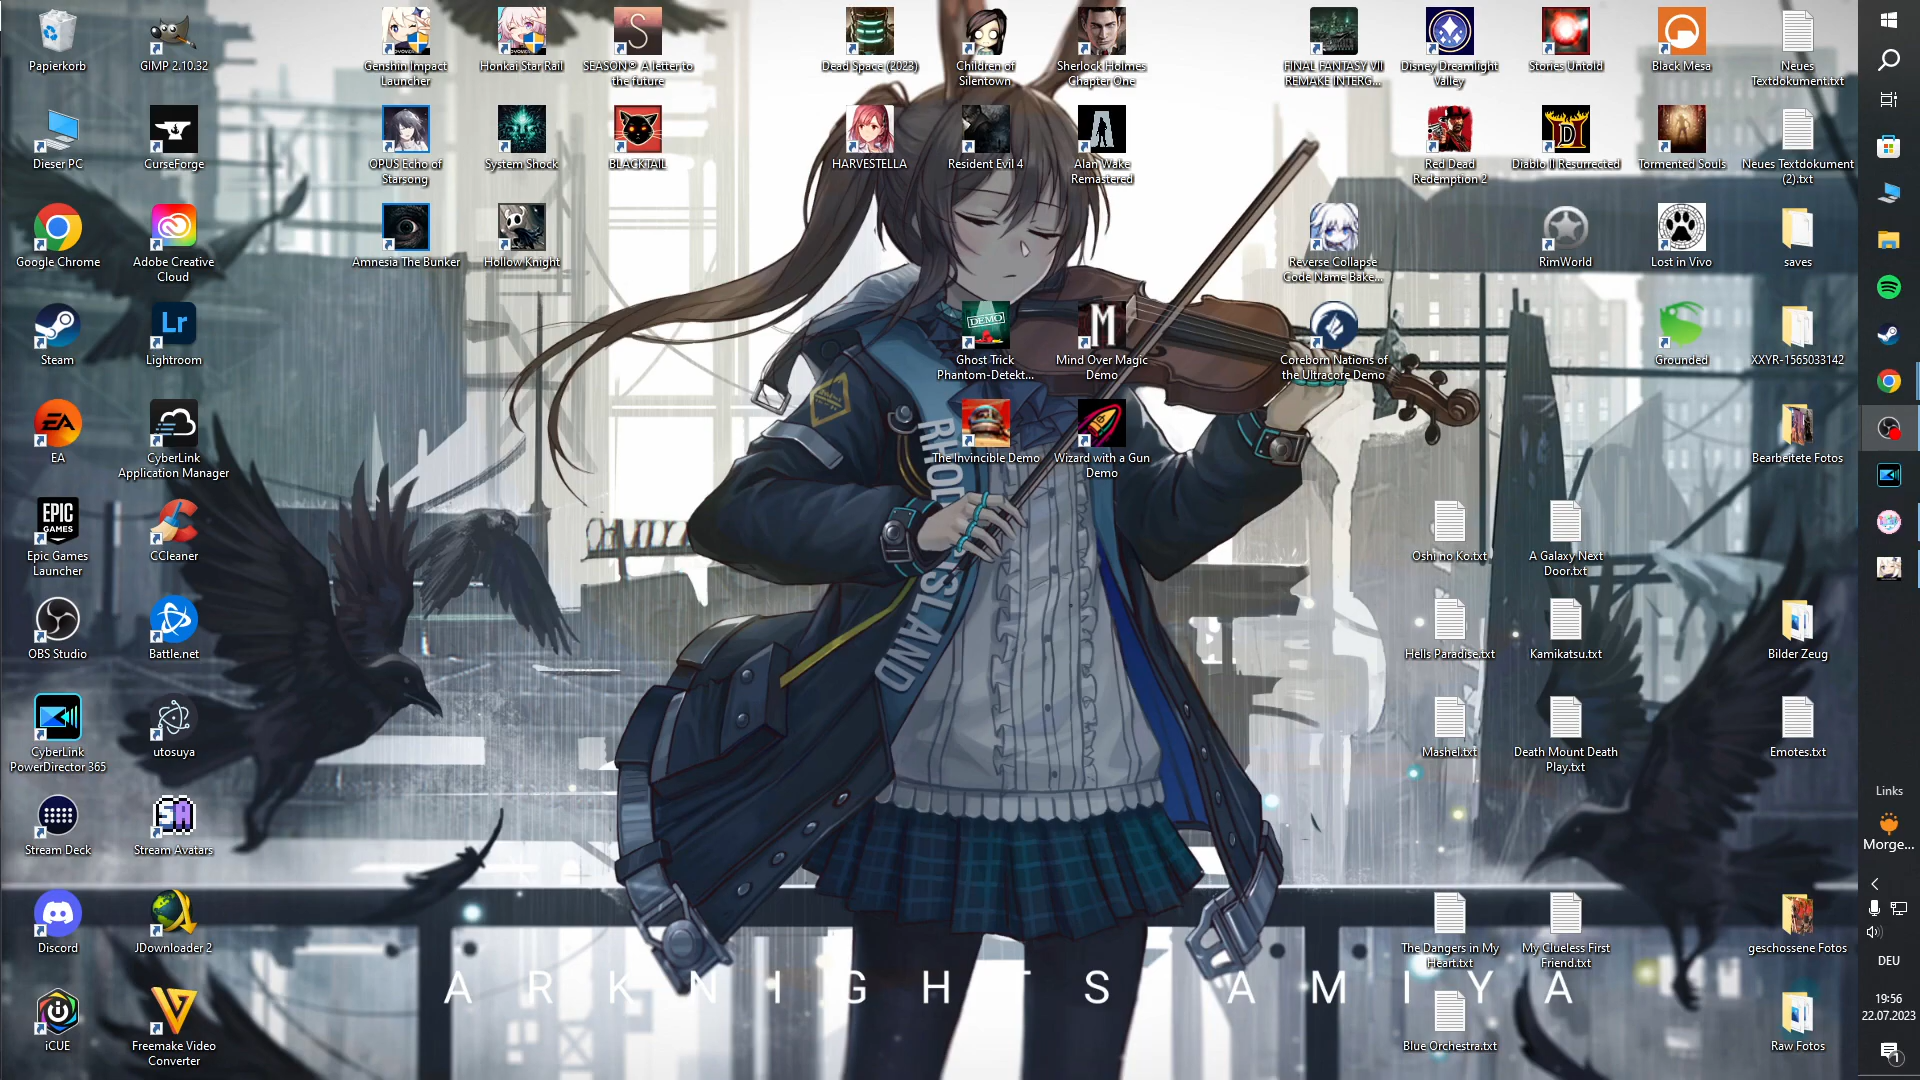 Papierkorb
GIMP 2.10.32
Genshin Impact
Launcher
Honkai Star Rail
SEASON® A letter to
the future
Dead Space (2023)
Children of
Silentown
Sherlock Holmes
Chapter One
FINAL FANTASY VII
REMAKE INTERG...
Disney Dreamlight
Valley
Stories Untold
Black Mesa
Neues
Textdokument.txt
Dieser PC
CurseForge
OPUS Echo of
Starsong
System Shock
BLACKTAIL
HARVESTELLA
Resident Evil 4
Alan Wake
Remastered
Red Dead
Redemption 2
Diablo II Resurrected
Tormented Souls
Neues Textdokument
(2).txt
Google Chrome
Adobe Creative
Cloud
Amnesia The Bunker
Hollow Knight
Reverse Collapse
Code Name Bake...
RimWorld
Lost in Vivo
saves
Steam
Lr
Lightroom
DEMO
Ghost Trick
Phantom-Detekt...
M
Mind Over Magic
Demo
Coreborn Nations of
the Ultracore Demo
Grounded
XXYR-1565033142
EA
EA
CyberLink
Application Manager
The Invincible Demo
Wizard with a Gun
Demo
Bearbeitete Fotos
EPIC
GAMES
Epic Games
Launcher
CCleaner
Oshi no Ko.txt
A Galaxy Next
Door.txt
OBS Studio
Battle.net
Hells Paradise.txt
Kamikatsu.txt
Bilder Zeug
CyberLink
PowerDirector 365
utosuya
Mashel.txt
Death Mount Death
Play.txt
Emotes.txt
Stream Deck
SA
Stream Avatars
Discord
JDownloader 2
The Dangers in My
Heart.txt
My Clueless First
Friend.txt
geschossene Fotos
iCUE
Freemake Video
Converter
Blue Orchestra.txt
Raw Fotos
RHODES ISLAND
ARKNIGHTS AMIYA
Links
Morge...
DEU
19:56
22.07.2023
1